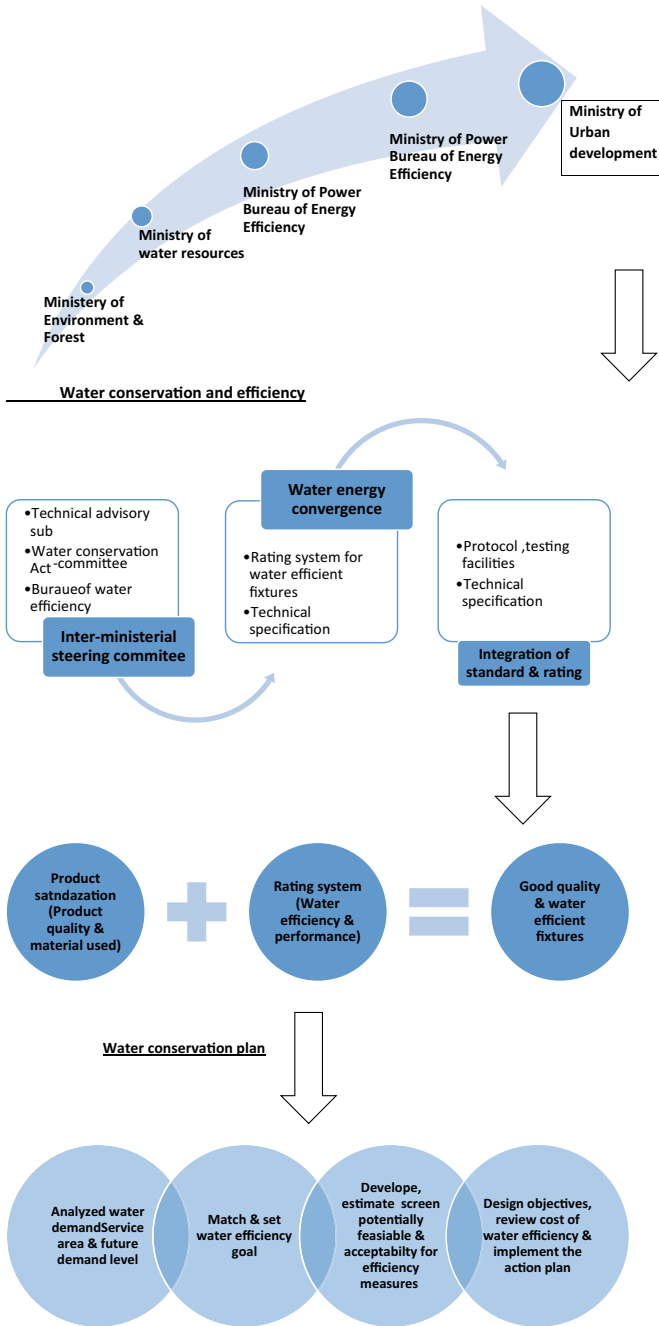 Ministry of
Urban
development
Ministry of Power
Bureau of Energy
Efficiency
Ministry of Power
Bureau of Energy
Efficiency
Ministry of
water resources
Ministery of
Environment &
Forest
Water conservation and efficiency
•Technical advisory
sub
•Water conservation
Act-committee
•Buraueof water
efficiency
Inter-ministerial
steering commitee
Water energy
convergence
•Rating system for
water efficient
fixtures
•Technical
specification
•Protocol ,testing
facilities
•Technical
specification
Integration of
standard & rating
Product
satndazation
(Product
quality &
material used)
Rating system
(Water
efficiency &
performance)
Good quality
& water
efficient
fixtures
Water conservation plan
Analyzed water
demandService
area & future
demand level
Match & set
water efficiency
goal
Develope,
estimate screen
potentially
feasiable &
acceptabilty for
efficiency
measures
Design objectives,
review cost of
water efficiency &
implement the
action plan